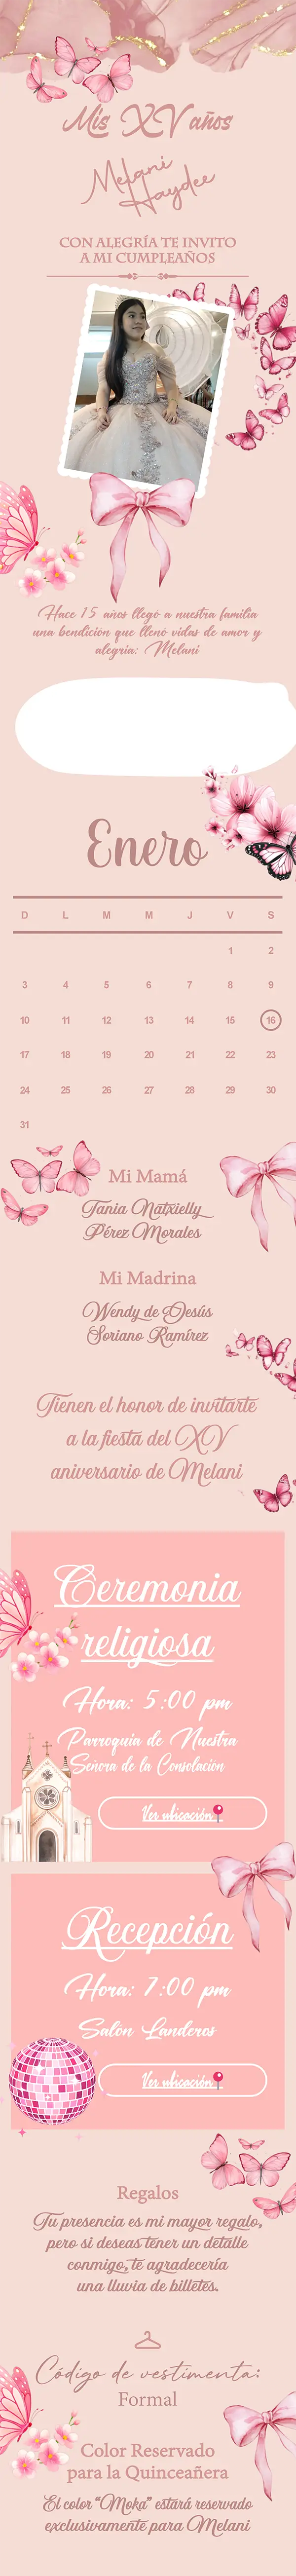 Mis XV años
Melani
Haydee
CON ALEGRÍA TE INVITO
A MI CUMPLEAÑOS
Hace 15 años llegó a nuestra familia
una bendición que llenó vidas de amor y
alegria: Melani
Enero
D L M M J V S
1 2
3 4 5 6 7 8 9
10 11 12 13 14 15 16
17 18 19 20 21 22 23
24 25 26 27 28 29 30
31
Mi Mamá
Tania Natxielly
Pérez Morales
Mi Madrina
Wendy de Jesús
Soriano Ramírez
Tienen el honor de invitarte
a la fiesta del XV
aniversario de Melani
Ceremonia
religiosa
Hora: 5:00 pm
Parroquia de Nuestra
Señora de la Consolación
Ver ubicación
Recepción
Hora: 7:00 pm
Salón Landeros
Ver ubicación
Regalos
Tu presencia es mi mayor regalo,
pero si deseas tener un detalle
conmigo, te agradecería
una lluvia de billetes.
Código de vestimenta:
Formal
Color Reservado
para la Quinceañera
El color "Moka" estará reservado
exclusivamente para Melani